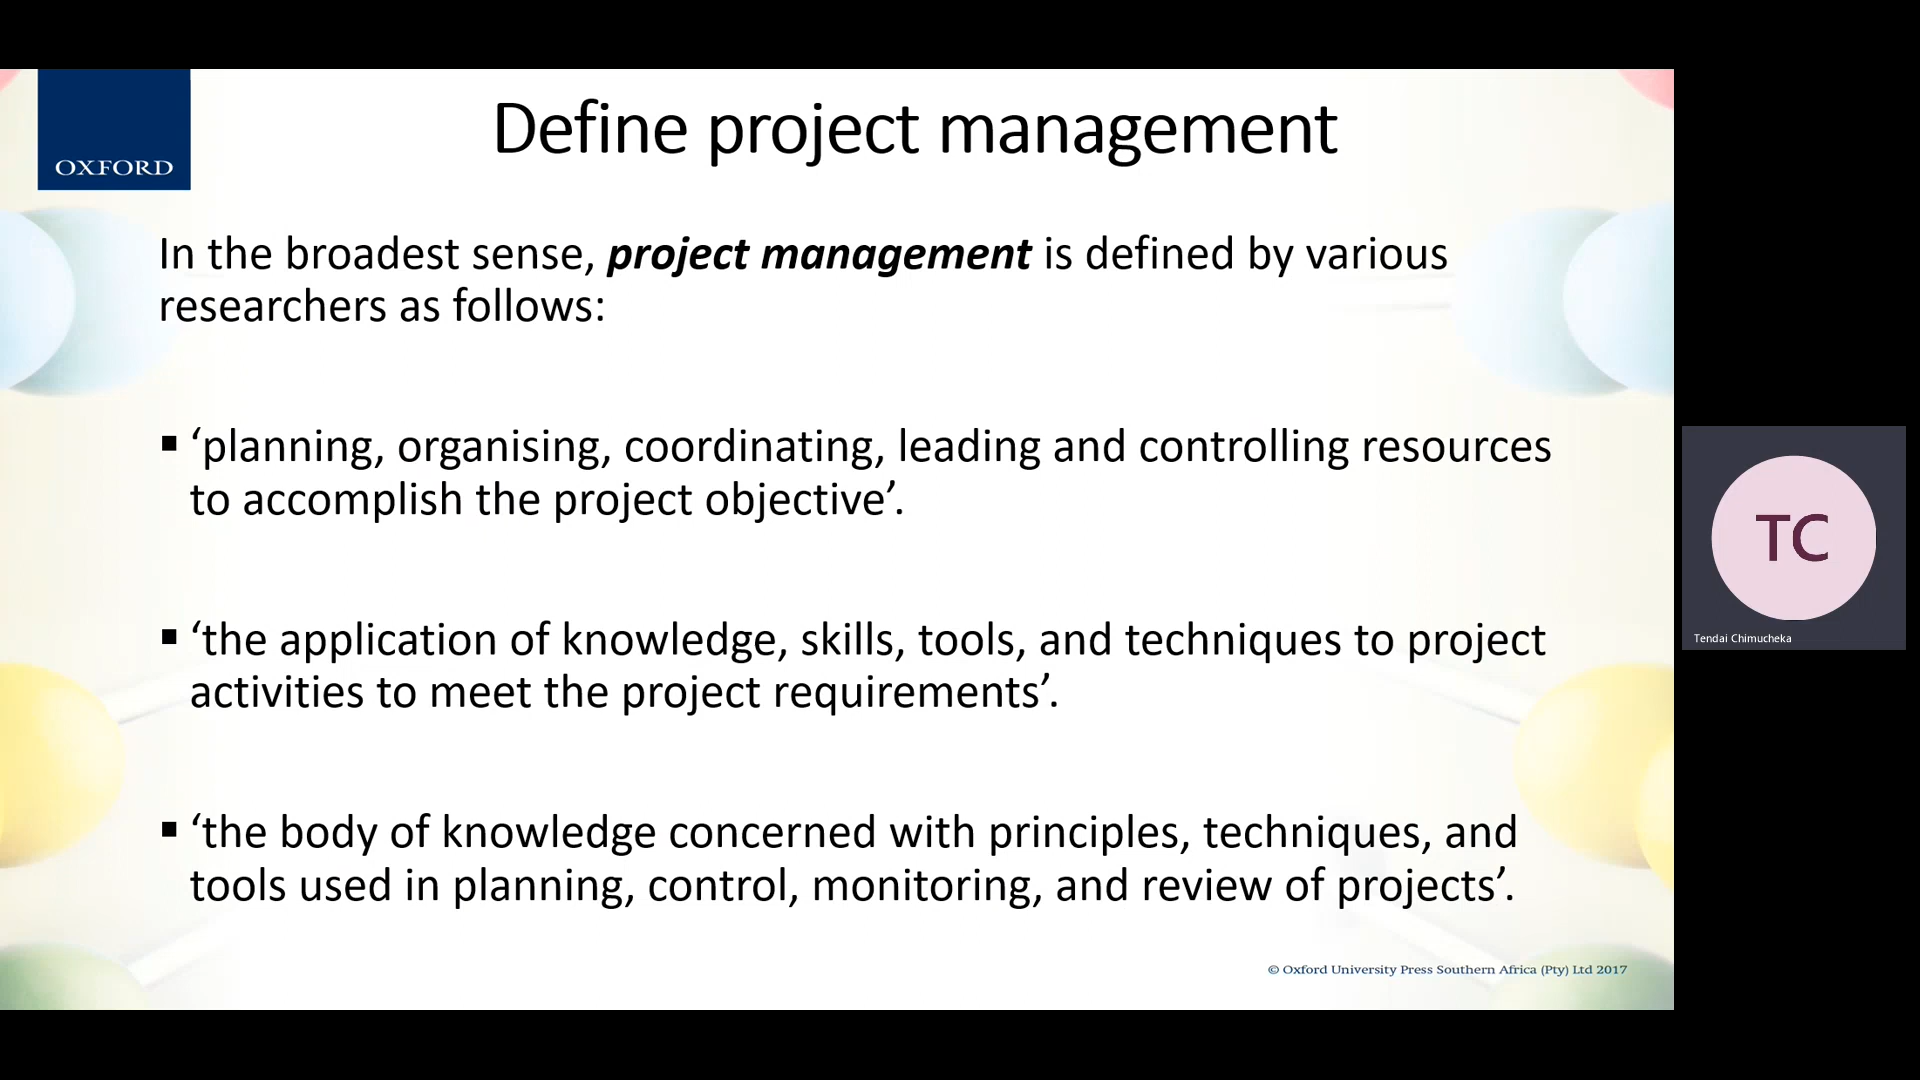 OXFORD
Define project management
In the broadest sense, project management is defined by various
researchers as follows:
▪ ‘planning, organising, coordinating, leading and controlling resources
to accomplish the project objective’.
▪ ‘the application of knowledge, skills, tools, and techniques to project
activities to meet the project requirements’.
▪ ‘the body of knowledge concerned with principles, techniques, and
tools used in planning, control, monitoring, and review of projects’.
© Oxford University Press Southern Africa (Pty) Ltd 2017
TC
Tendai Chimucheka